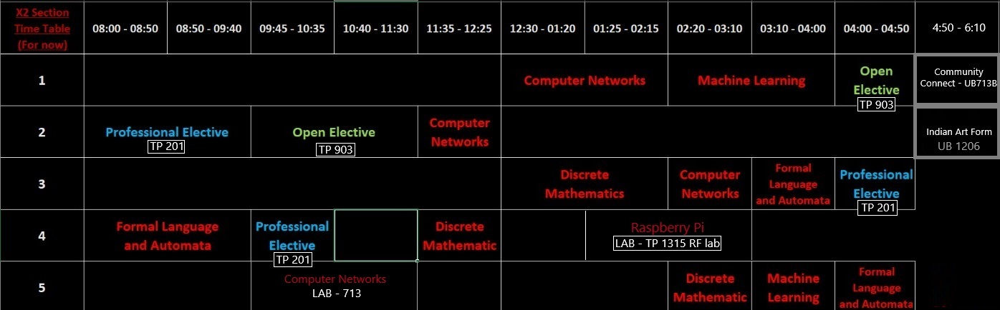 X2 Section
Time Table
(For now)
08:00 - 08:50
08:50 - 09:40
09:45 - 10:35
10:40 - 11:30
11:35 - 12:25
12:30 - 01:20
01:25 - 02:15
02:20 - 03:10
03:10 - 04:00
04:00 - 04:50
4:50 - 6:10
1
Computer Networks
Machine Learning
Open
Elective
TP 903
Community
Connect - UB713B
2
Professional Elective
TP 201
Open Elective
TP 903
Computer
Networks
Indian Art Form
UB 1206
3
Discrete
Mathematics
Computer
Networks
Formal
Language
and Automata
Professional
Elective
TP 201
4
Formal Language
and Automata
Professional
Elective
TP 201
Discrete
Mathematic
Raspberry Pi
LAB - TP 1315 RF lab
5
Computer Networks
LAB - 713
Discrete
Mathematic
Machine
Learning
Formal
Language
and Automata